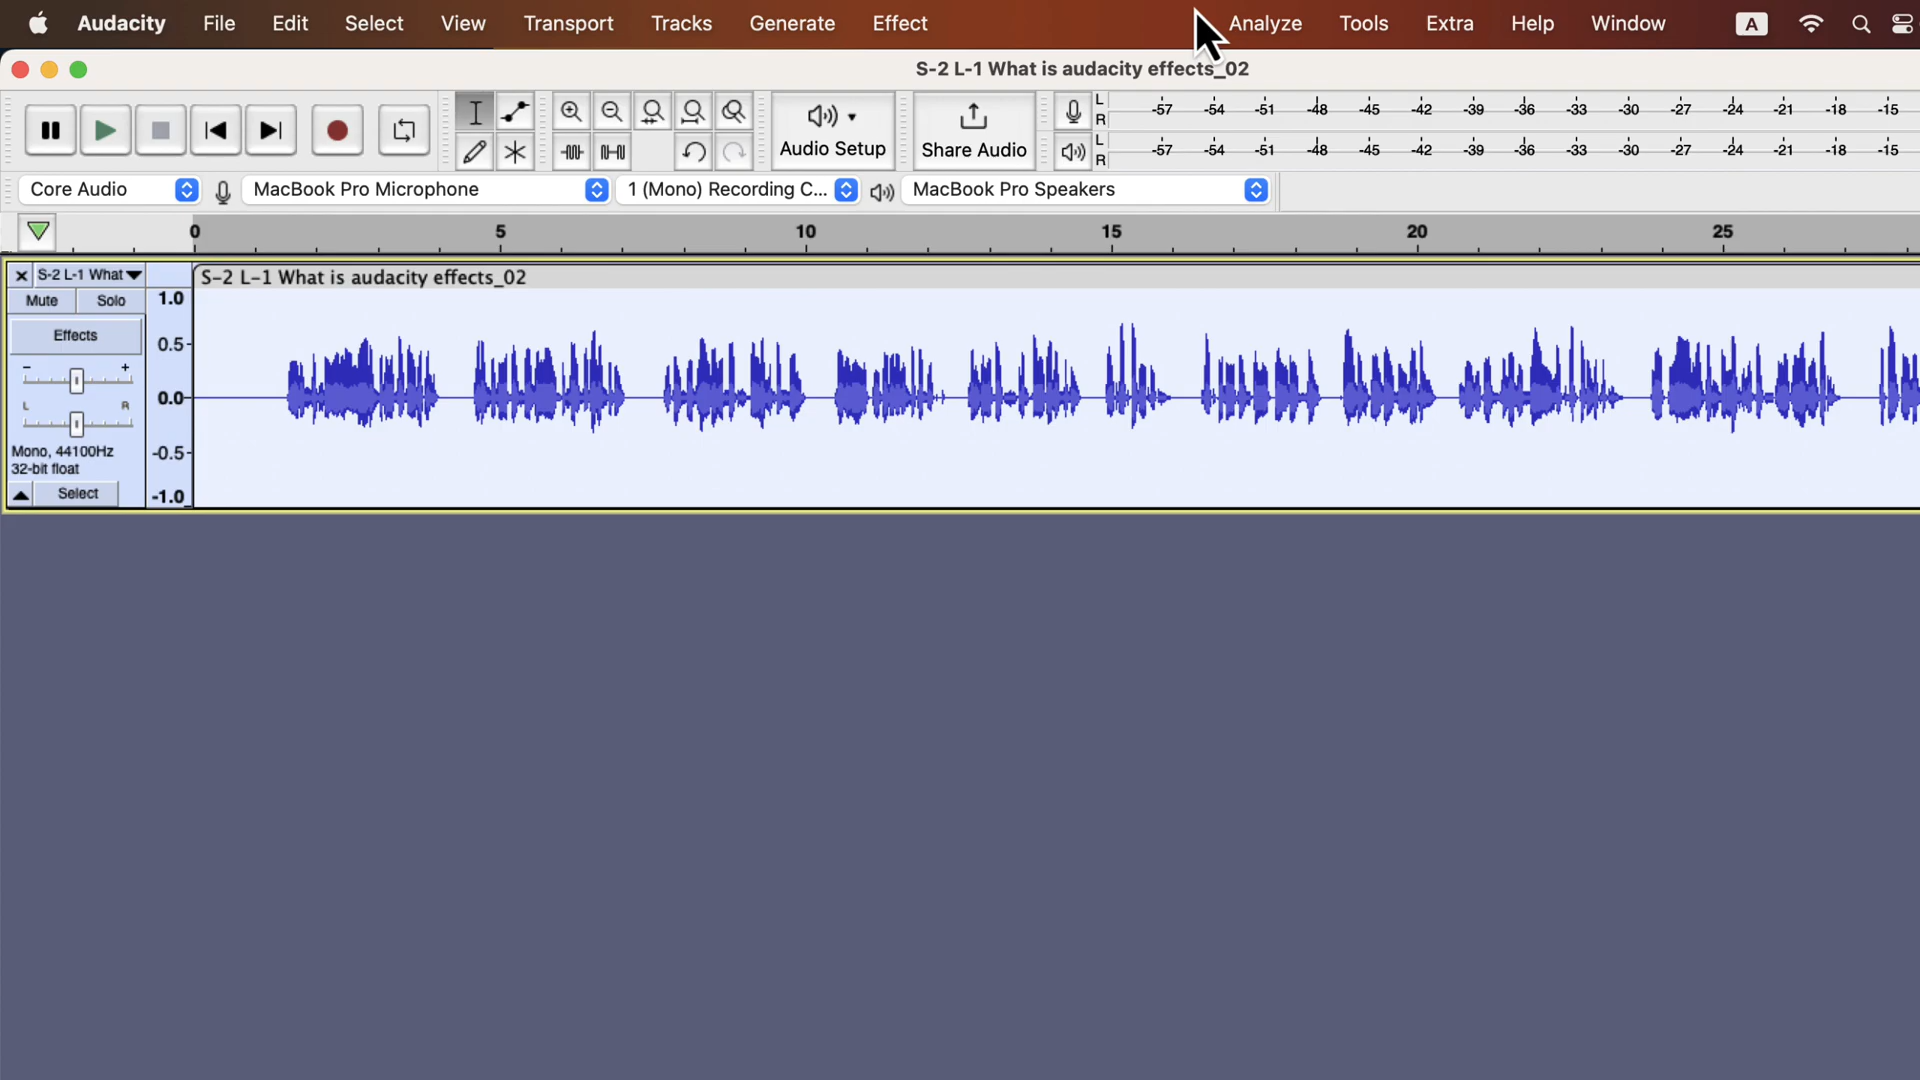 Audacity File Edit Select View Transport Tracks Generate Effect Analyze Tools Extra Help Window A
S-2 L-1 What is audacity effects_02
L
R
-57 -54 -51 -48 -45 -42 -39 -36 -33 -30 -27 -24 -21 -18 -15
Audio Setup
Share Audio
L
R
-57 -54 -51 -48 -45 -42 -39 -36 -33 -30 -27 -24 -21 -18 -15
Core Audio MacBook Pro Microphone 1 (Mono) Recording C... MacBook Pro Speakers
0 5 10 15 20 25
S-2 L-1 What
S-2 L-1 What is audacity effects_02
Mute Solo
Effects
- +
L R
Mono, 44100Hz
32-bit float
Select
1.0
0.5
0.0
-0.5
-1.0